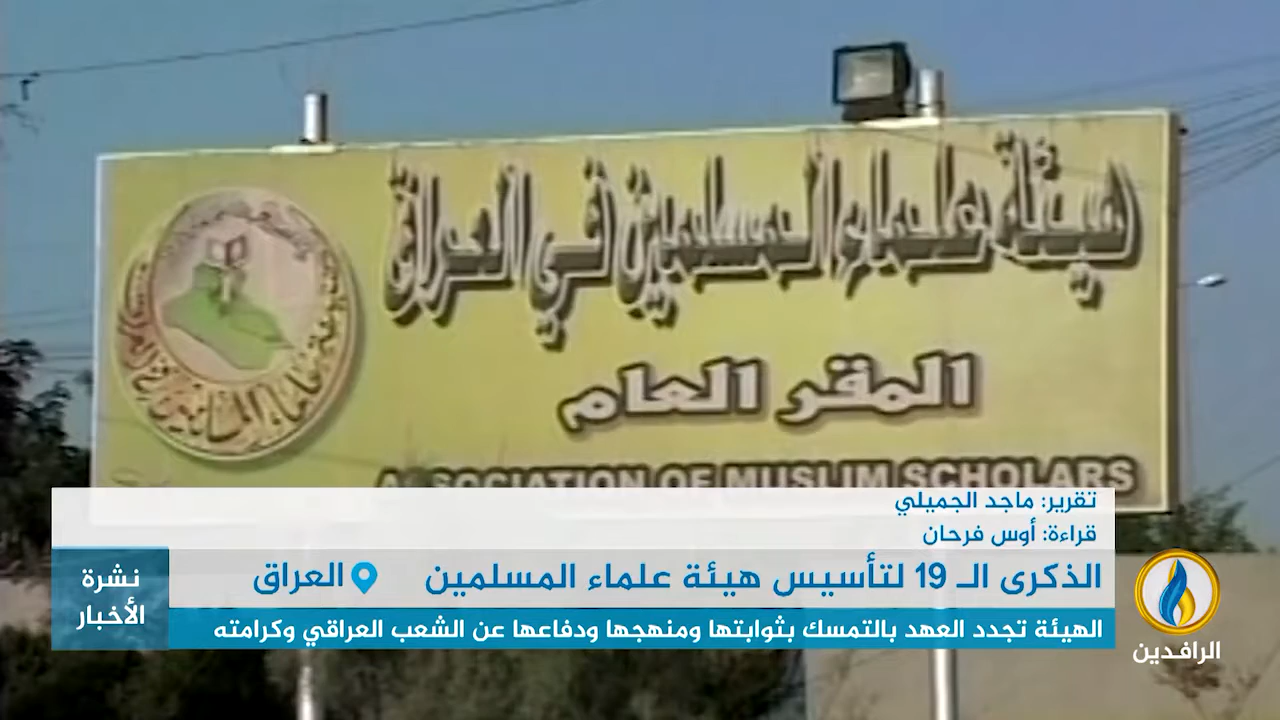 هيئة علماء المسلمين في العراق
المقر العام
ASSOCIATION OF MUSLIM SCHOLARS
تقرير: ماجد الجميلي
قراءة: أوس فرحان
الذكرى الـ 19 لتأسيس هيئة علماء المسلمين
العراق
نشرة
الأخبار
الهيئة تجدد العهد بالتمسك بثوابتها ومنهجها ودفاعها عن الشعب العراقي وكرامته
الرافدين